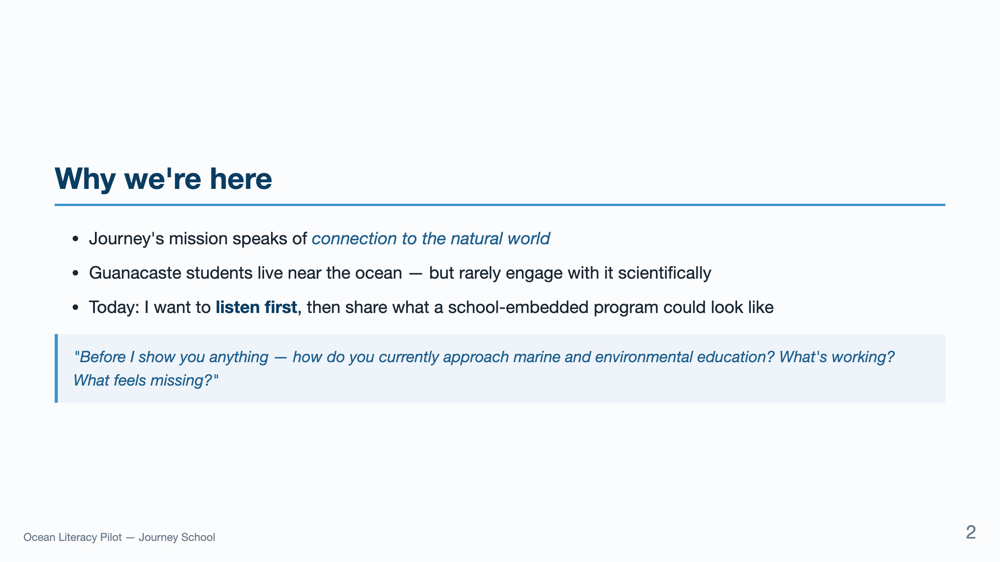 Why we're here
• Journey's mission speaks of connection to the natural world
• Guanacaste students live near the ocean — but rarely engage with it scientifically
• Today: I want to listen first, then share what a school-embedded program could look like
"Before I show you anything — how do you currently approach marine and environmental education? What's working?
What feels missing?"
Ocean Literacy Pilot — Journey School
2